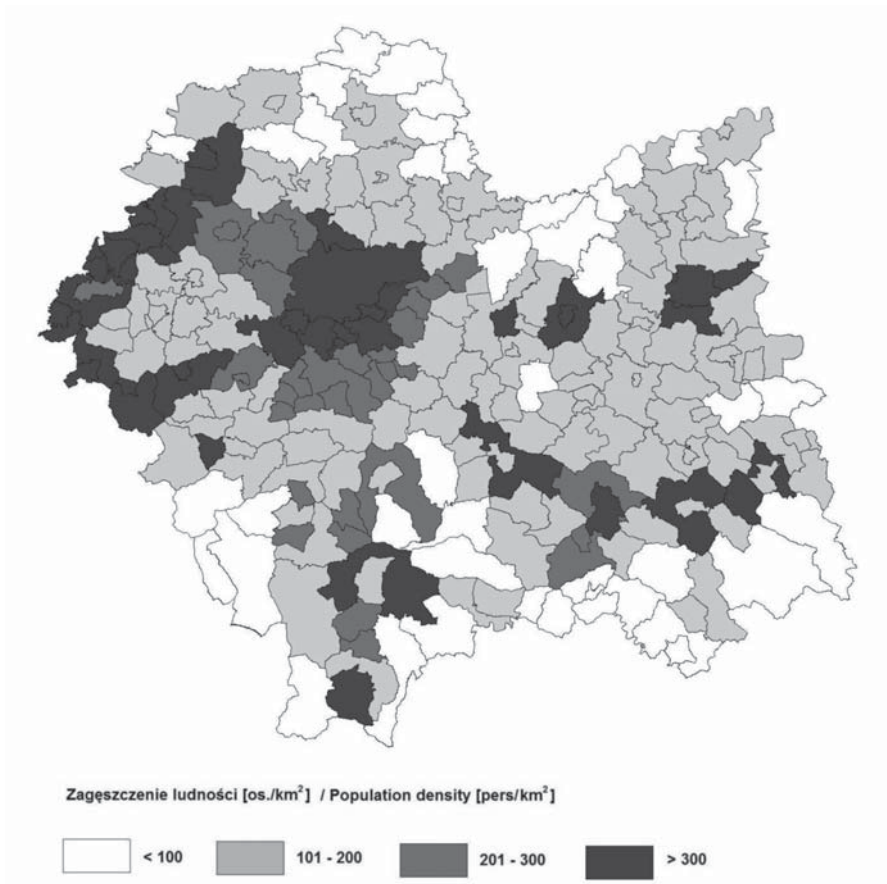 Zagęszczenie ludności [os./km²] / Population density [pers/km²]
< 100 101 - 200 201 - 300 > 300